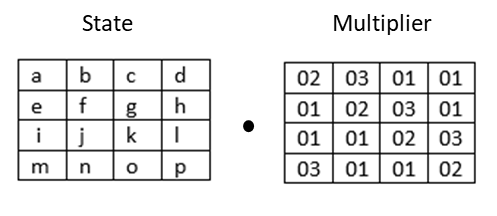 State
a b c d
e f g h
i j k l
m n o p
•
Multiplier
02 03 01 01
01 02 03 01
01 01 02 03
03 01 01 02